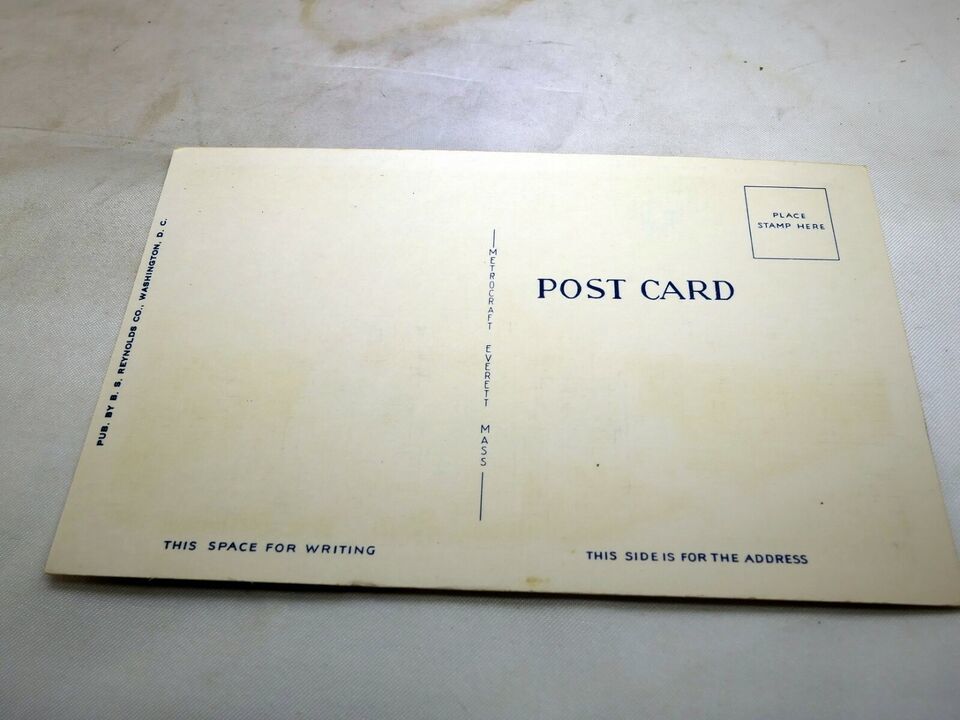 PUB. BY B. S. REYNOLDS CO., WASHINGTON, D. C.
METROCRAFT EVERETT MASS
PLACE
STAMP HERE
POST CARD
THIS SPACE FOR WRITING
THIS SIDE IS FOR THE ADDRESS